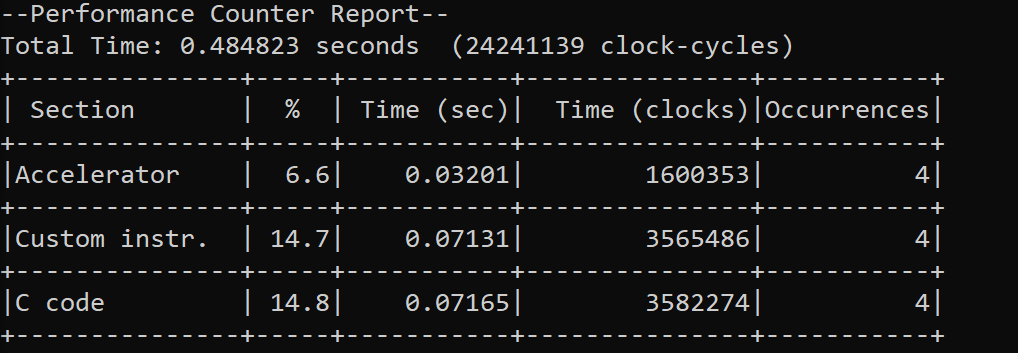 --Performance Counter Report--
Total Time: 0.484823 seconds  (24241139 clock-cycles)
+---------------+-----+-----------+---------------+-----------+
| Section       |  %  | Time (sec)|  Time (clocks)|Occurrences|
+---------------+-----+-----------+---------------+-----------+
|Accelerator    |  6.6|    0.03201|        1600353|          4|
+---------------+-----+-----------+---------------+-----------+
|Custom instr.  | 14.7|    0.07131|        3565486|          4|
+---------------+-----+-----------+---------------+-----------+
|C code         | 14.8|    0.07165|        3582274|          4|
+---------------+-----+-----------+---------------+-----------+